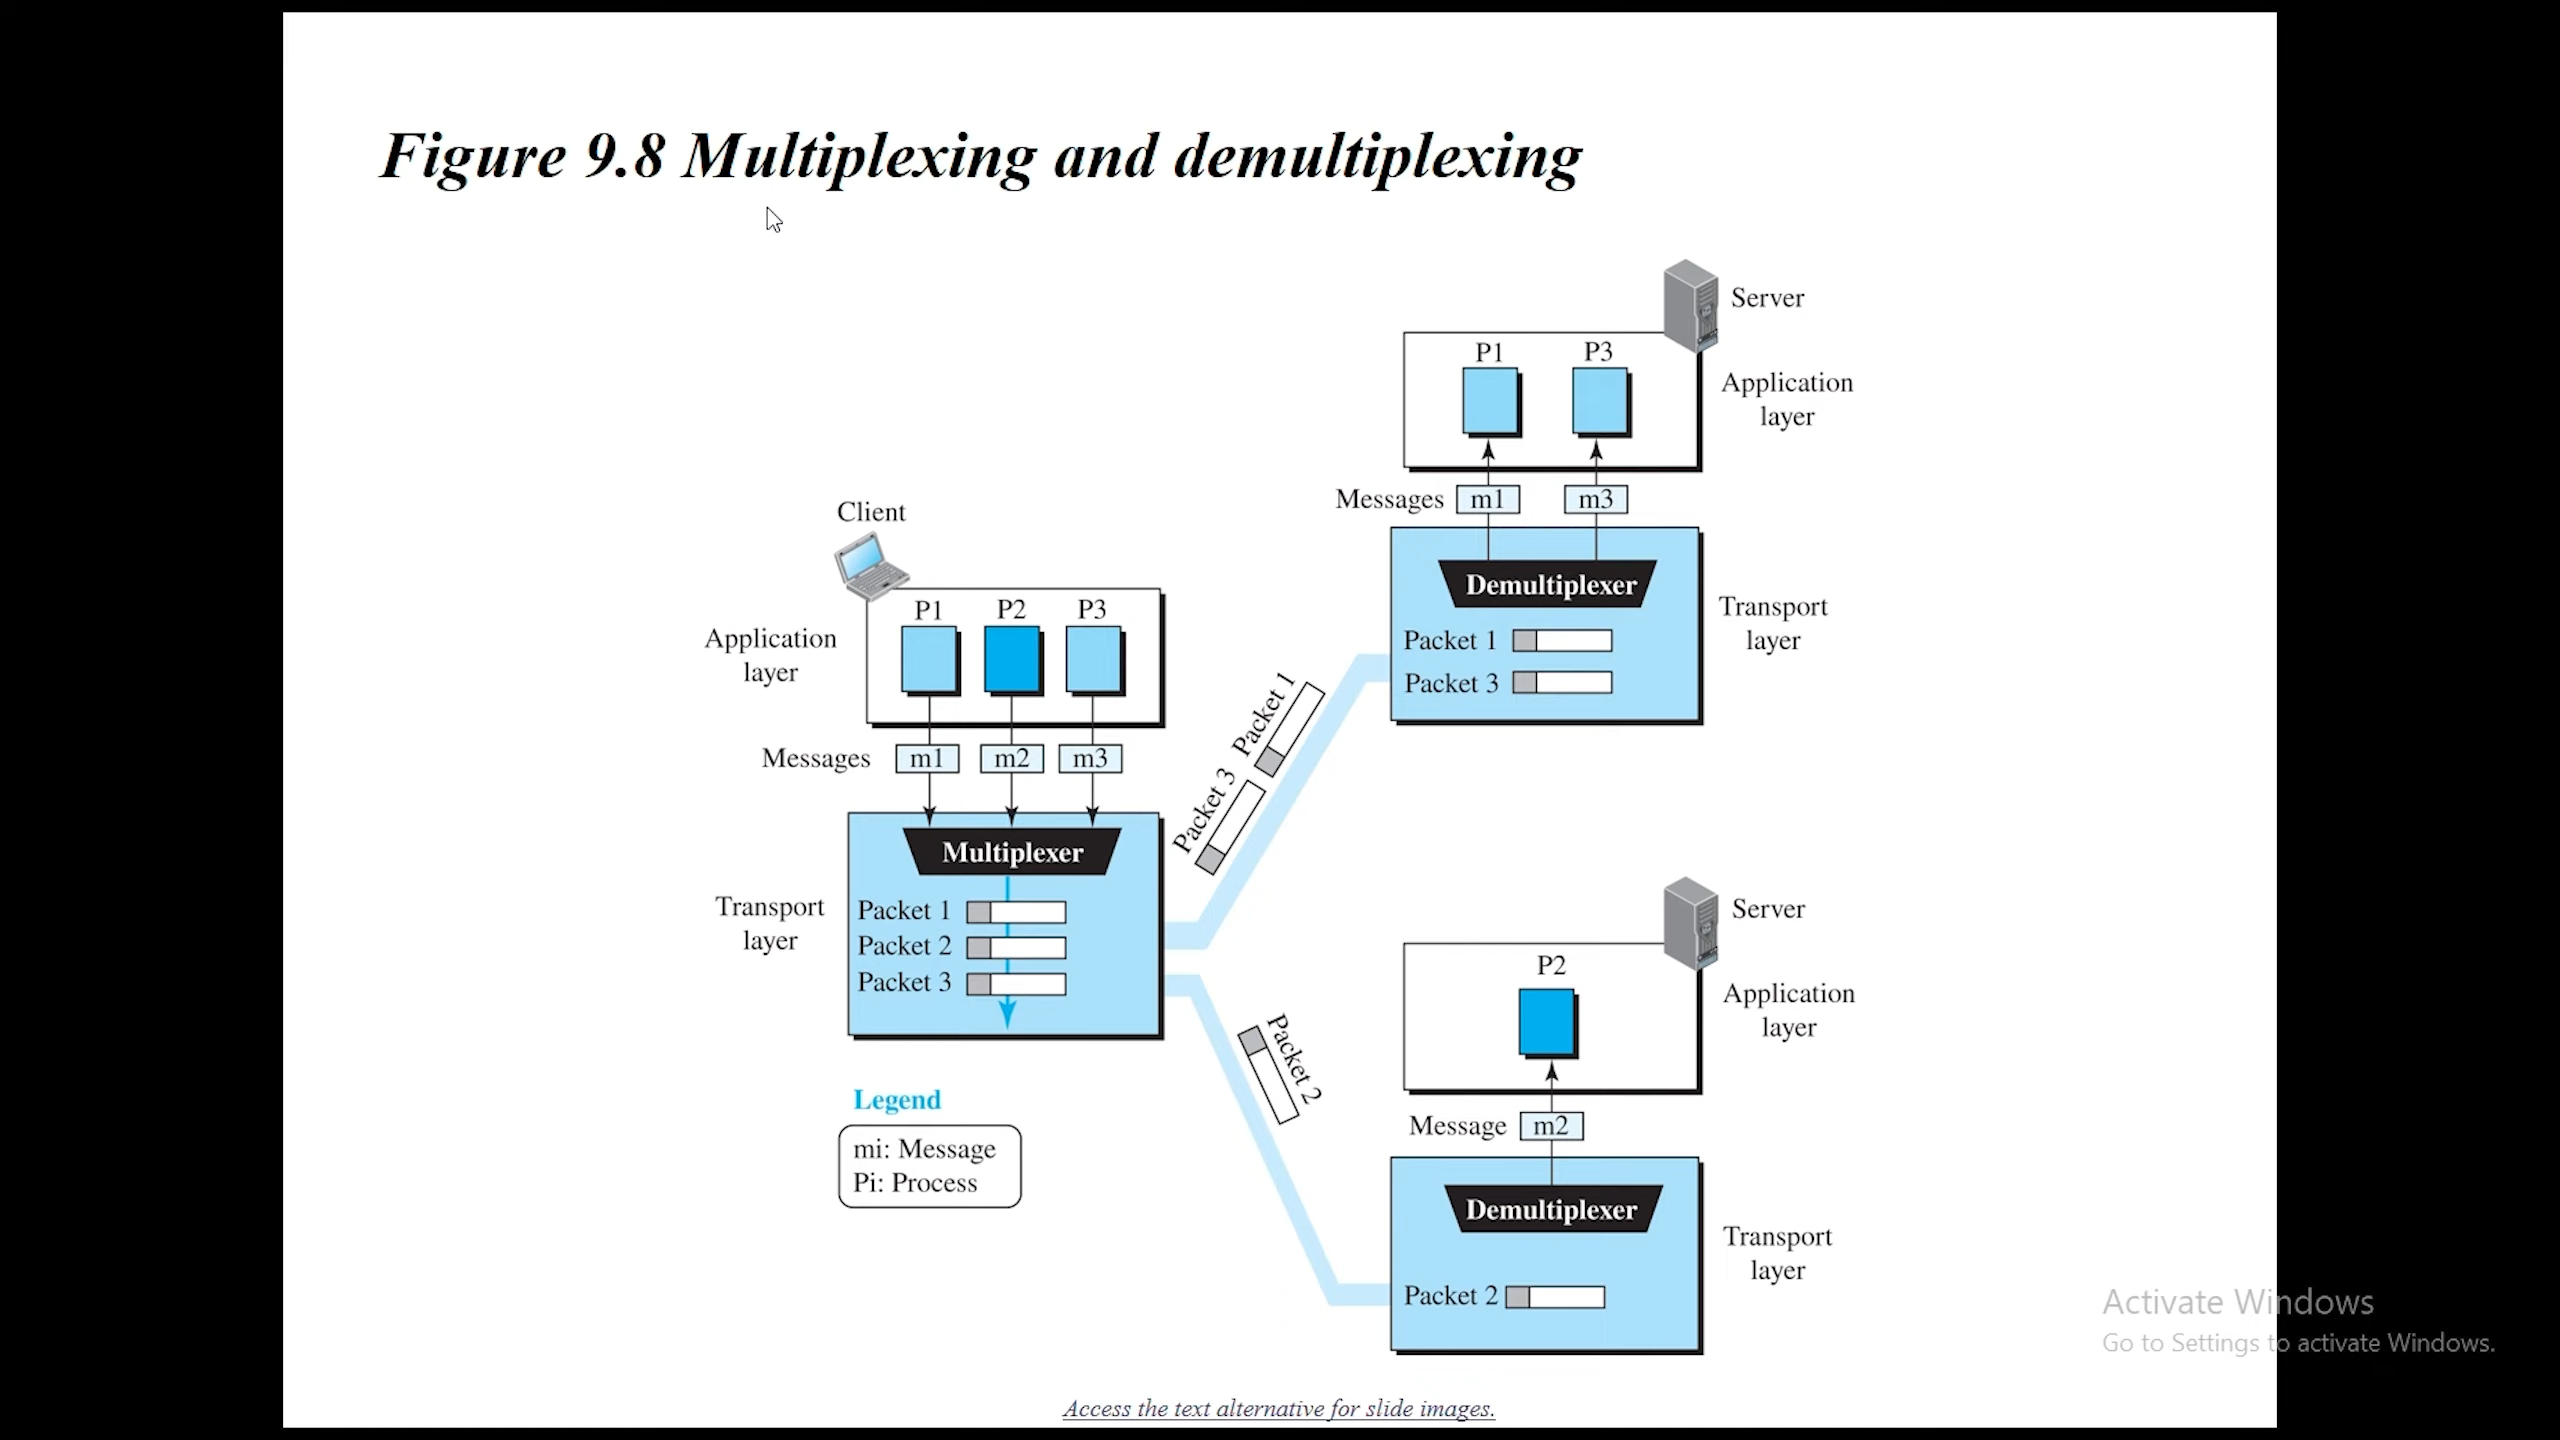 Figure 9.8 Multiplexing and demultiplexing
Server
P1 P3
Application
layer
Messages m1 m3
Demultiplexer
Packet 1
Packet 3
Transport
layer
Client
P1 P2 P3
Application
layer
Messages m1 m2 m3
Multiplexer
Packet 1
Packet 2
Packet 3
Transport
layer
Packet 1
Packet 3
Packet 2
Server
P2
Application
layer
Message m2
Demultiplexer
Packet 2
Transport
layer
Legend
mi: Message
Pi: Process
Activate Windows
Go to Settings to activate Windows.
Access the text alternative for slide images.